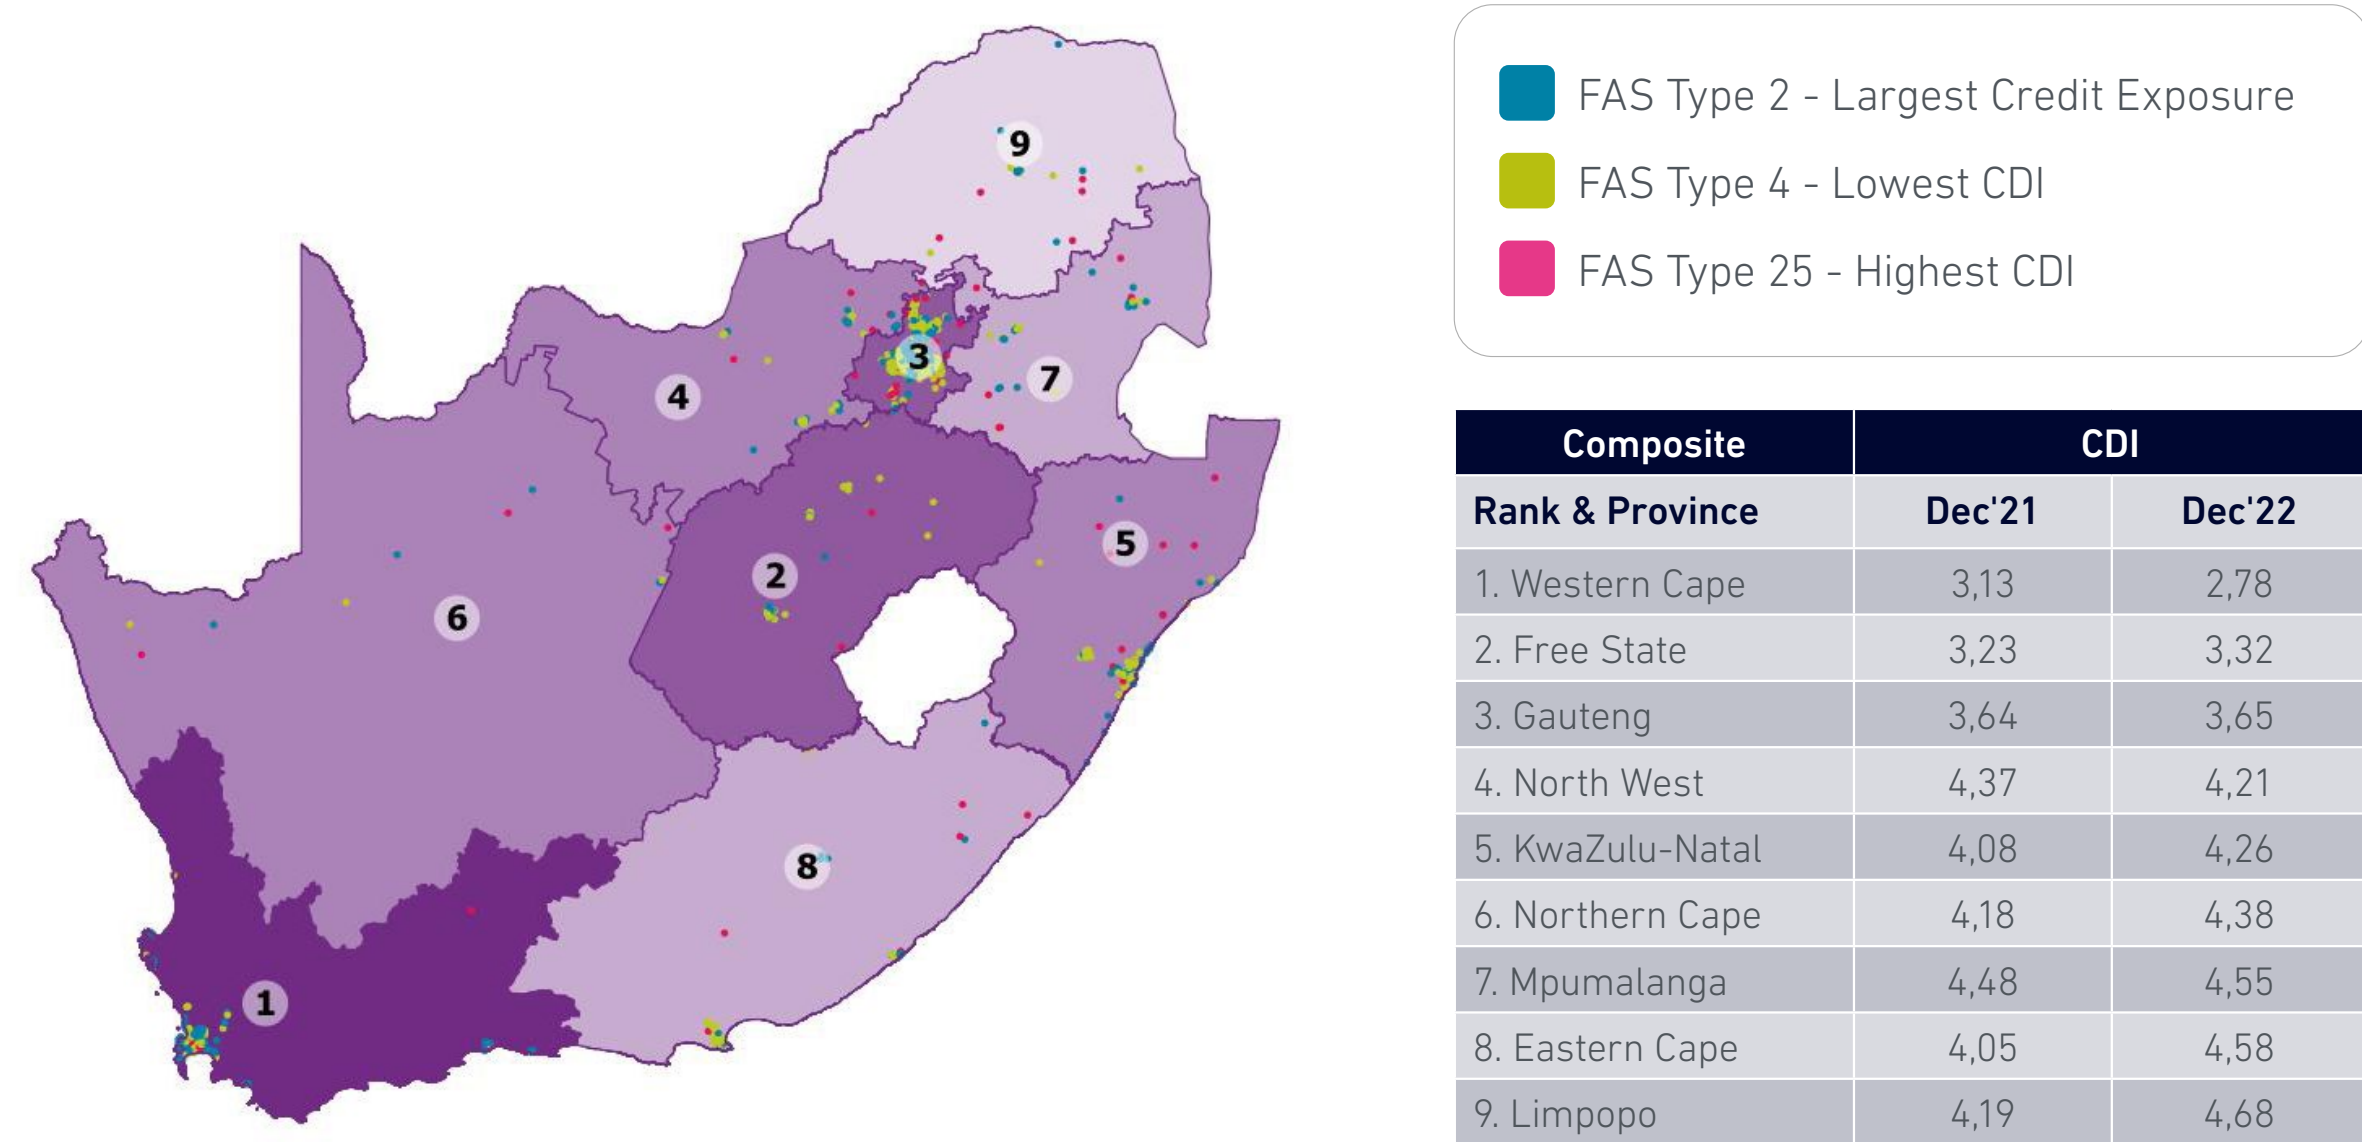 9
3
4
7
5
2
6
8
1
FAS Type 2 - Largest Credit Exposure
FAS Type 4 - Lowest CDI
FAS Type 25 - Highest CDI
Composite CDI
Rank & Province Dec'21 Dec'22
1. Western Cape 3,13 2,78
2. Free State 3,23 3,32
3. Gauteng 3,64 3,65
4. North West 4,37 4,21
5. KwaZulu-Natal 4,08 4,26
6. Northern Cape 4,18 4,38
7. Mpumalanga 4,48 4,55
8. Eastern Cape 4,05 4,58
9. Limpopo 4,19 4,68